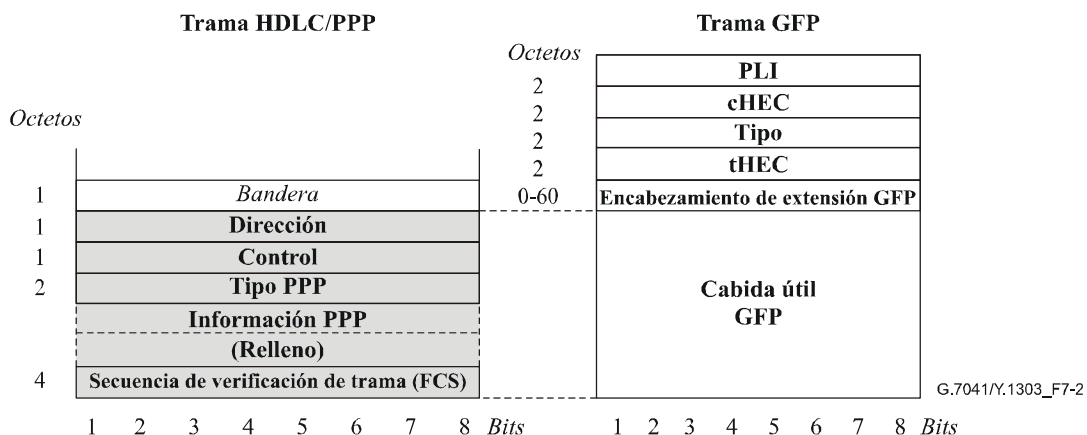 Trama HDLC/PPP
Octetos
1
Bandera
1
Dirección
1
Control
2
Tipo PPP
Información PPP
(Relleno)
4
Secuencia de verificación de trama (FCS)
1 2 3 4 5 6 7 8 Bits
Trama GFP
Octetos
2
PLI
2
cHEC
2
Tipo
2
tHEC
0-60
Encabezamiento de extensión GFP
Cabida útil
GFP
1 2 3 4 5 6 7 8 Bits
G.7041/Y.1303_F7-2